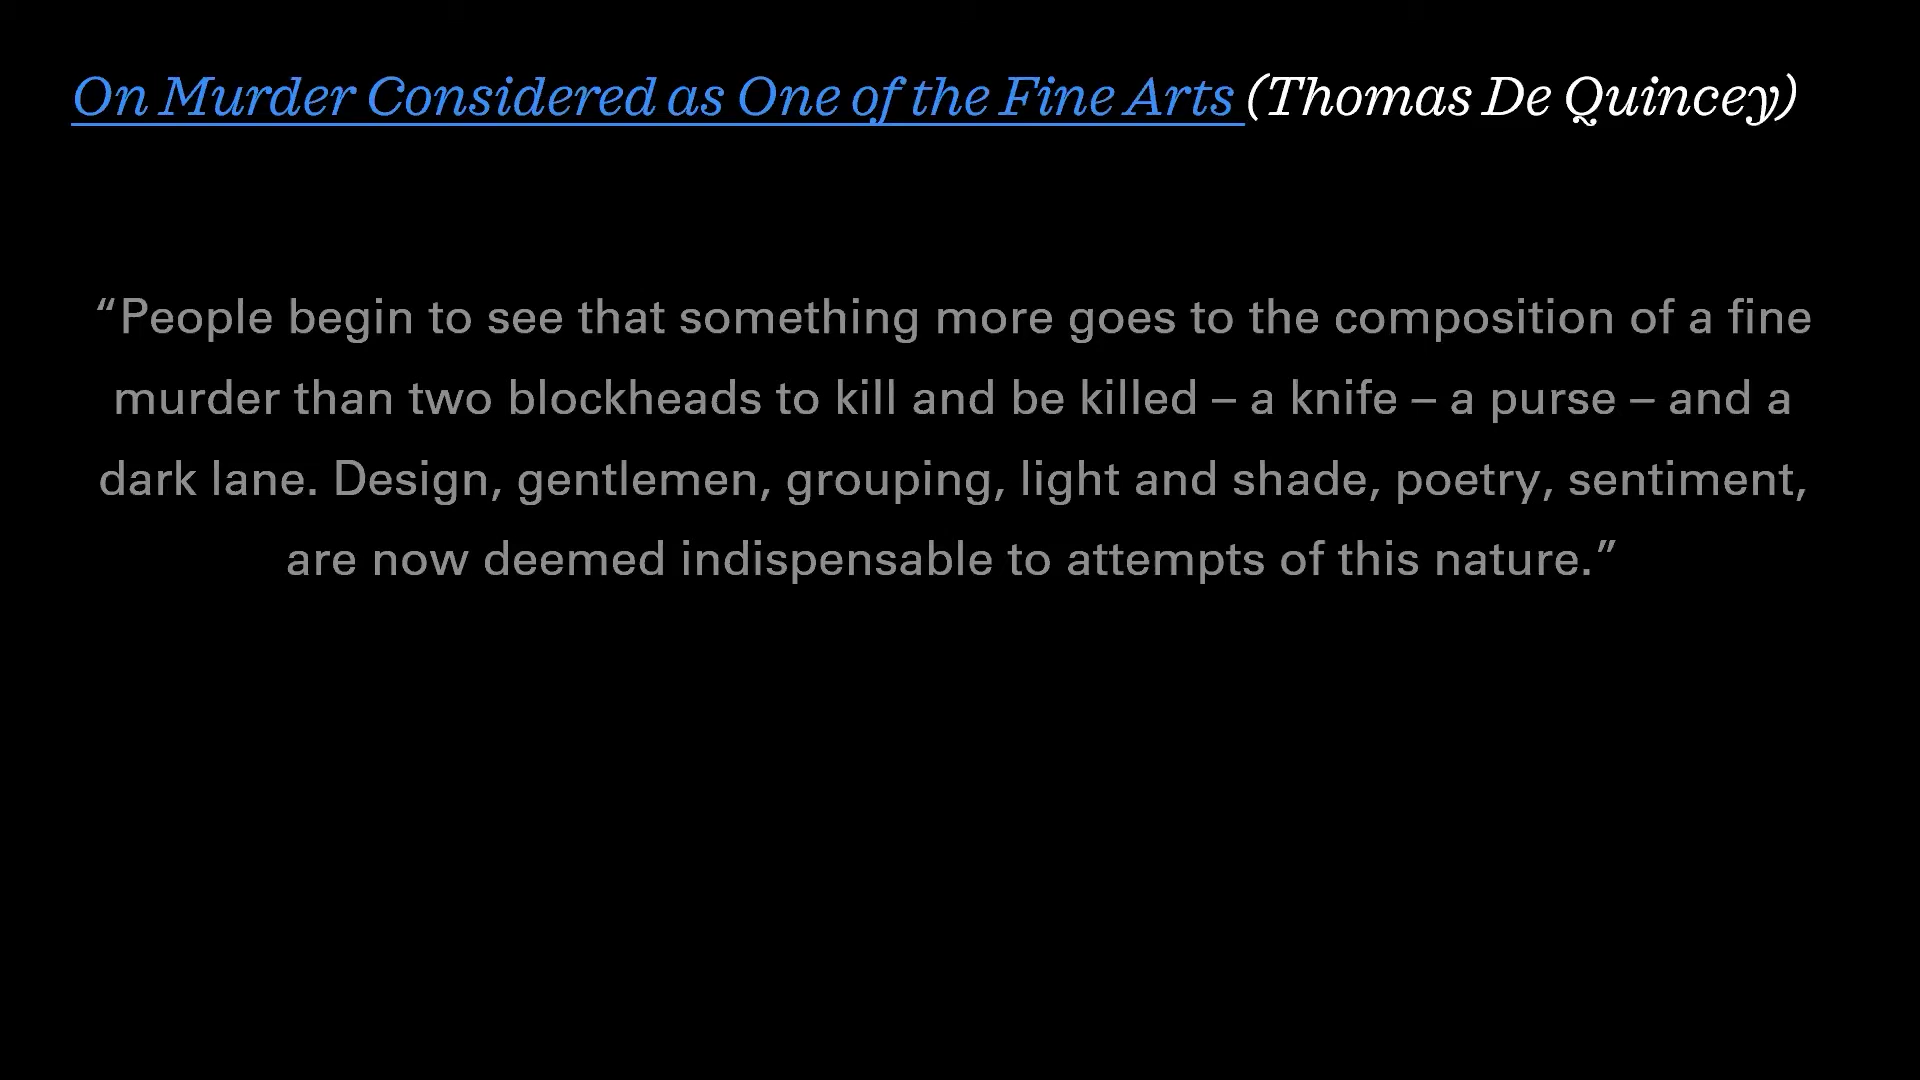 On Murder Considered as One of the Fine Arts (Thomas De Quincey)
“People begin to see that something more goes to the composition of a fine
murder than two blockheads to kill and be killed – a knife – a purse – and a
dark lane. Design, gentlemen, grouping, light and shade, poetry, sentiment,
are now deemed indispensable to attempts of this nature.”